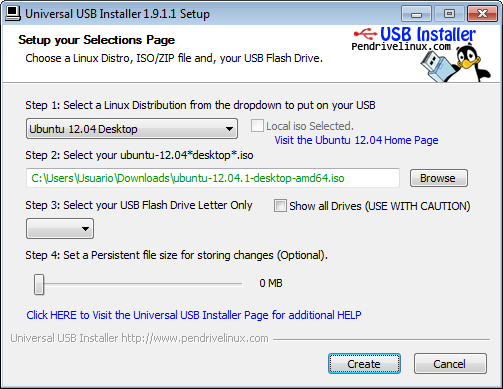 Universal USB Installer 1.9.1.1 Setup
Setup your Selections Page
Choose a Linux Distro, ISO/ZIP file and, your USB Flash Drive.
USB Installer
Pendrivelinux.com
Step 1: Select a Linux Distribution from the dropdown to put on your USB
Ubuntu 12.04 Desktop
Local iso Selected.
Visit the Ubuntu 12.04 Home Page
Step 2: Select your ubuntu-12.04*desktop*.iso
C:\Users\Usuario\Downloads\ubuntu-12.04.1-desktop-amd64.iso
Browse
Step 3: Select your USB Flash Drive Letter Only
Show all Drives (USE WITH CAUTION)
Step 4: Set a Persistent file size for storing changes (Optional).
0 MB
Click HERE to Visit the Universal USB Installer Page for additional HELP
Universal USB Installer http://www.pendrivelinux.com
Create
Cancel